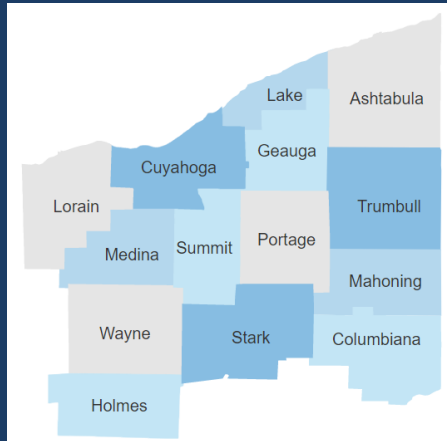 Lake
Ashtabula
Geauga
Cuyahoga
Lorain
Trumbull
Summit
Portage
Medina
Mahoning
Wayne
Stark
Columbiana
Holmes